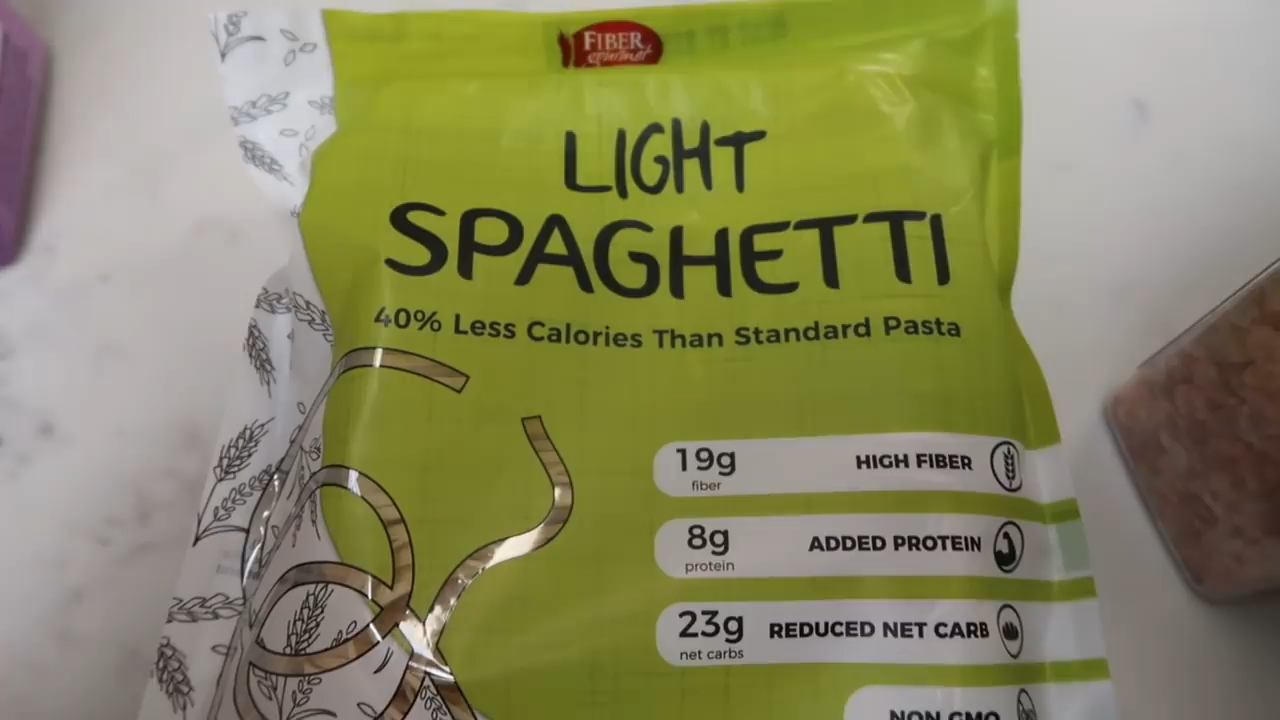 FIBER
gourmet
LIGHT
SPAGHETTI
40% Less Calories Than Standard Pasta
19g
fiber
HIGH FIBER
8g
protein
ADDED PROTEIN
23g
net carbs
REDUCED NET CARB
NON GMO